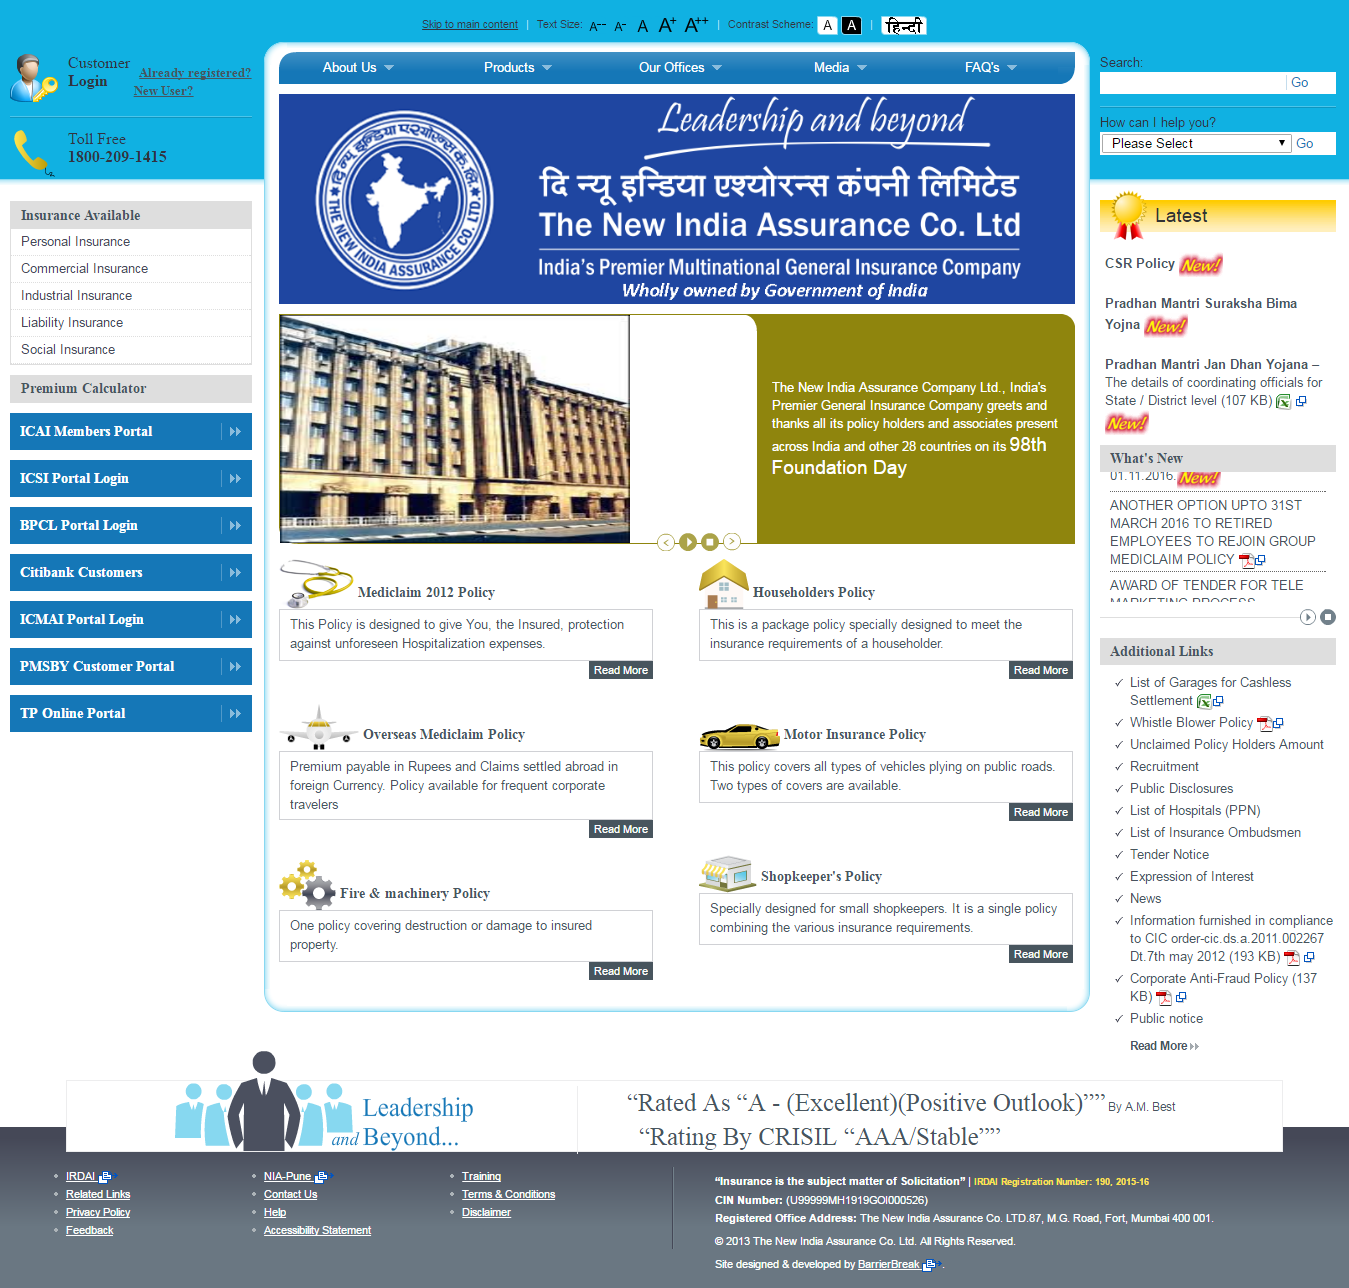 Skip to main content | Text Size: A-- A- A A+ A++ | Contrast Scheme: A A | हिन्दी
Customer
Login
Already registered?
New User?
Toll Free
1800-209-1415
About Us
Products
Our Offices
Media
FAQ's
Search:
Go
How can I help you?
Please Select
Go
Leadership and beyond
दि न्यू इन्डिया एश्योरन्स कंपनी लिमिटेड
The New India Assurance Co. Ltd
India's Premier Multinational General Insurance Company
Wholly owned by Government of India
दि न्यू इन्डिया एश्योरन्स कं. लि.
THE NEW INDIA ASSURANCE CO. LTD.
Insurance Available
Personal Insurance
Commercial Insurance
Industrial Insurance
Liability Insurance
Social Insurance
Premium Calculator
ICAI Members Portal
ICSI Portal Login
BPCL Portal Login
Citibank Customers
ICMAI Portal Login
PMSBY Customer Portal
TP Online Portal
The New India Assurance Company Ltd., India's
Premier General Insurance Company greets and
thanks all its policy holders and associates present
across India and other 28 countries on its 98th
Foundation Day
Mediclaim 2012 Policy
This Policy is designed to give You, the Insured, protection
against unforeseen Hospitalization expenses.
Read More
Householders Policy
This is a package policy specially designed to meet the
insurance requirements of a householder.
Read More
Overseas Mediclaim Policy
Premium payable in Rupees and Claims settled abroad in
foreign Currency. Policy available for frequent corporate
travelers
Read More
Motor Insurance Policy
This policy covers all types of vehicles plying on public roads.
Two types of covers are available.
Read More
Fire & machinery Policy
One policy covering destruction or damage to insured
property.
Read More
Shopkeeper's Policy
Specially designed for small shopkeepers. It is a single policy
combining the various insurance requirements.
Read More
Latest
CSR Policy New!
Pradhan Mantri Suraksha Bima
Yojna New!
Pradhan Mantri Jan Dhan Yojana –
The details of coordinating officials for
State / District level (107 KB)
New!
What's New
01.11.2016. New!
ANOTHER OPTION UPTO 31ST
MARCH 2016 TO RETIRED
EMPLOYEES TO REJOIN GROUP
MEDICLAIM POLICY
AWARD OF TENDER FOR TELE
MARKETING PROCESS
Additional Links
List of Garages for Cashless
Settlement
Whistle Blower Policy
Unclaimed Policy Holders Amount
Recruitment
Public Disclosures
List of Hospitals (PPN)
List of Insurance Ombudsmen
Tender Notice
Expression of Interest
News
Information furnished in compliance
to CIC order-cic.ds.a.2011.002267
Dt.7th may 2012 (193 KB)
Corporate Anti-Fraud Policy (137
KB)
Public notice
Read More
Leadership
and Beyond...
“Rated As “A - (Excellent)(Positive Outlook)”” By A.M. Best
“Rating By CRISIL “AAA/Stable””
IRDAI
Related Links
Privacy Policy
Feedback
NIA-Pune
Contact Us
Help
Accessibility Statement
Training
Terms & Conditions
Disclaimer
“Insurance is the subject matter of Solicitation” | IRDAI Registration Number: 190, 2015-16
CIN Number: (U99999MH1919GOI000526)
Registered Office Address: The New India Assurance Co. LTD.87, M.G. Road, Fort, Mumbai 400 001.
© 2013 The New India Assurance Co. Ltd. All Rights Reserved.
Site designed & developed by BarrierBreak .